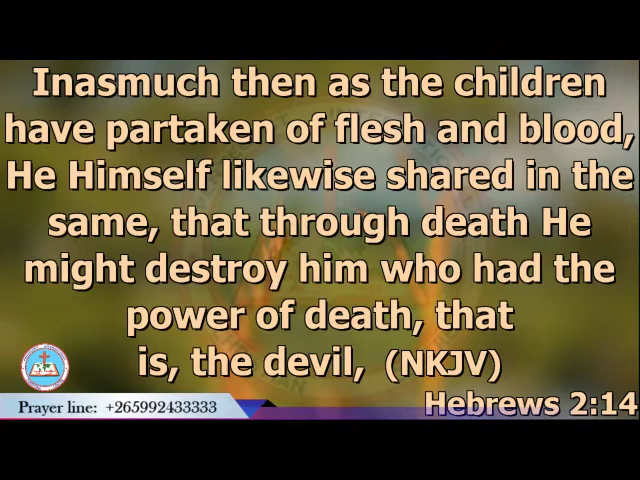 Inasmuch then as the children
have partaken of flesh and blood,
He Himself likewise shared in the
same, that through death He
might destroy him who had the
power of death, that
is, the devil, (NKJV)
Prayer line: +265992433333
Hebrews 2:14